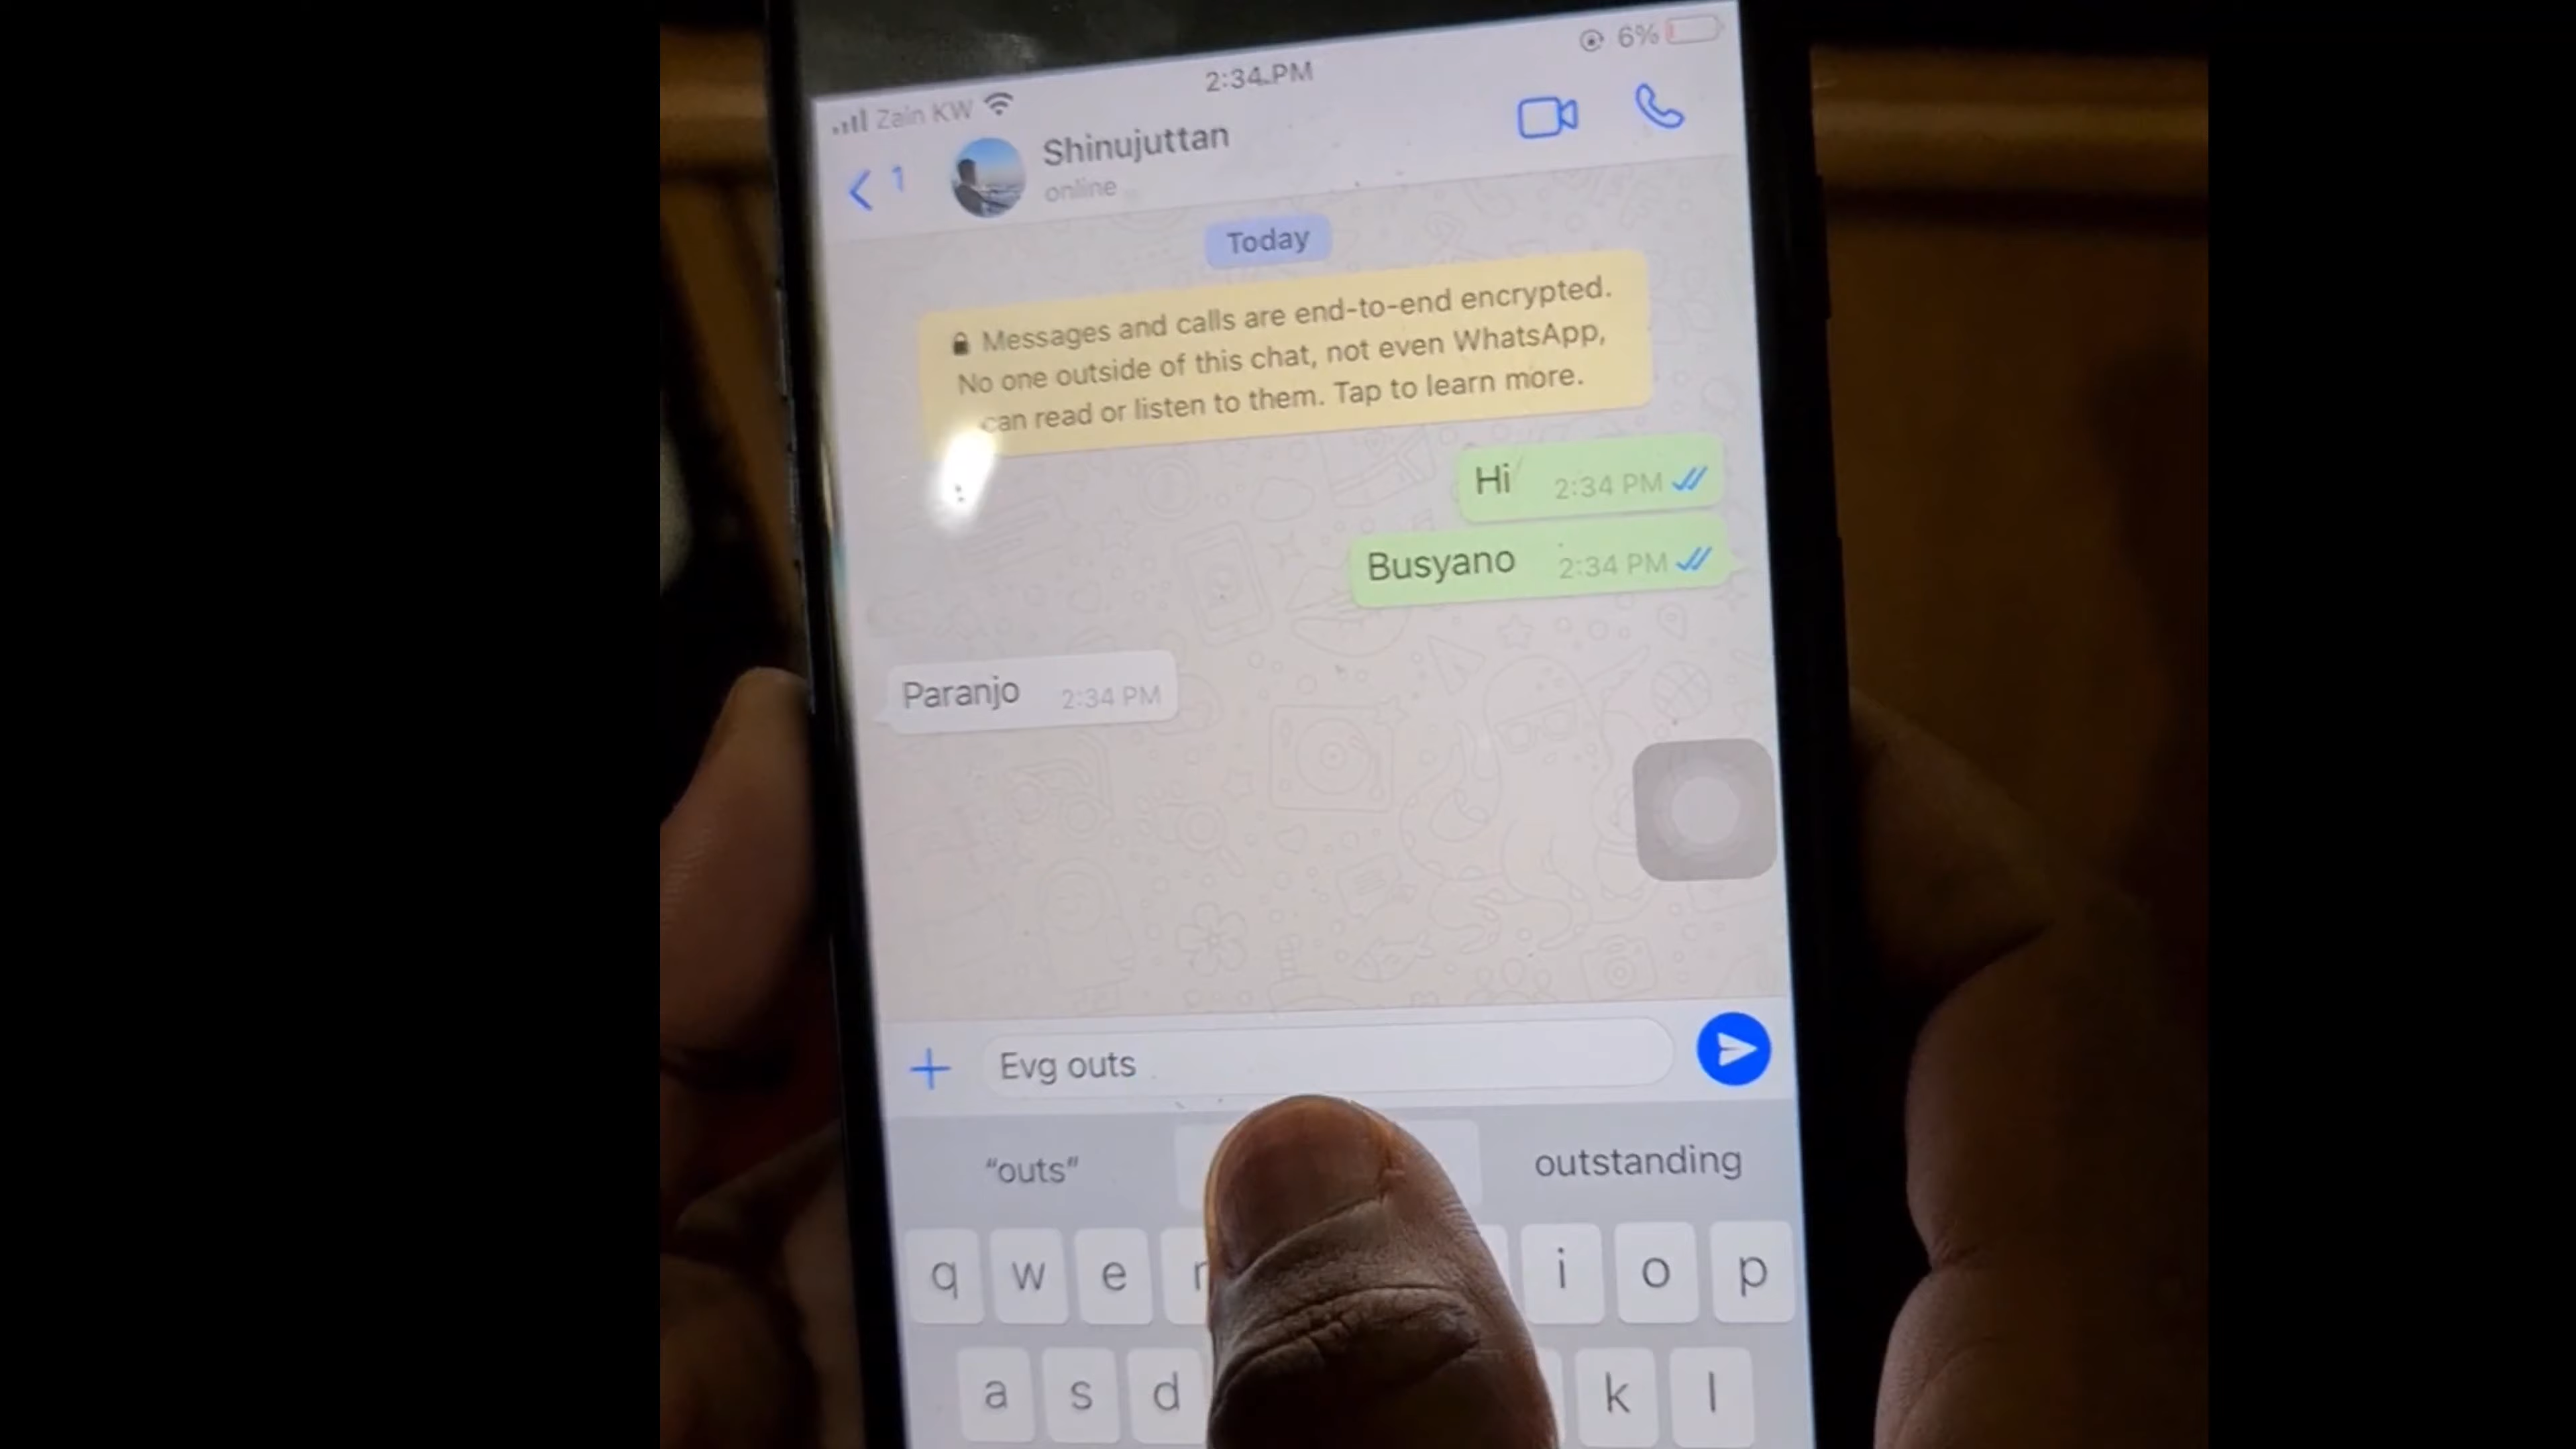 6%
2:34 PM
Zain KW
1
Shinujuttan
online
Today
Messages and calls are end-to-end encrypted.
No one outside of this chat, not even WhatsApp,
can read or listen to them. Tap to learn more.
Hi 2:34 PM
Busyano 2:34 PM
Paranjo 2:34 PM
Evg outs
“outs” outstanding
q w e r i o p
a s d k l